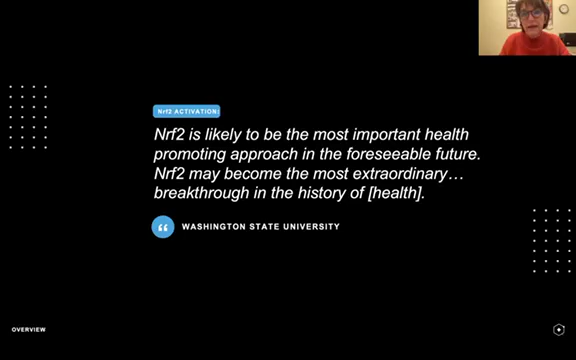 Nrf2 ACTIVATION:
Nrf2 is likely to be the most important health
promoting approach in the foreseeable future.
Nrf2 may become the most extraordinary…
breakthrough in the history of [health].
“
WASHINGTON STATE UNIVERSITY
OVERVIEW